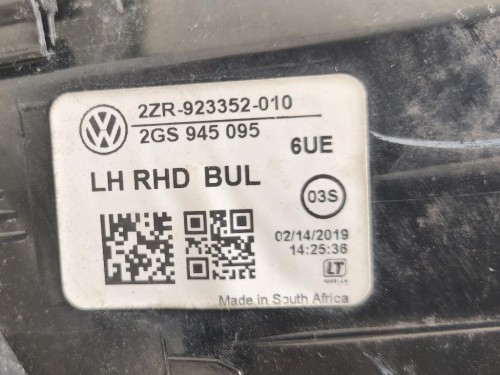 2ZR-923352-010
2GS 945 095
6UE
LH RHD BUL
03S
02/14/2019
14:25:36
LT
Made in South Africa